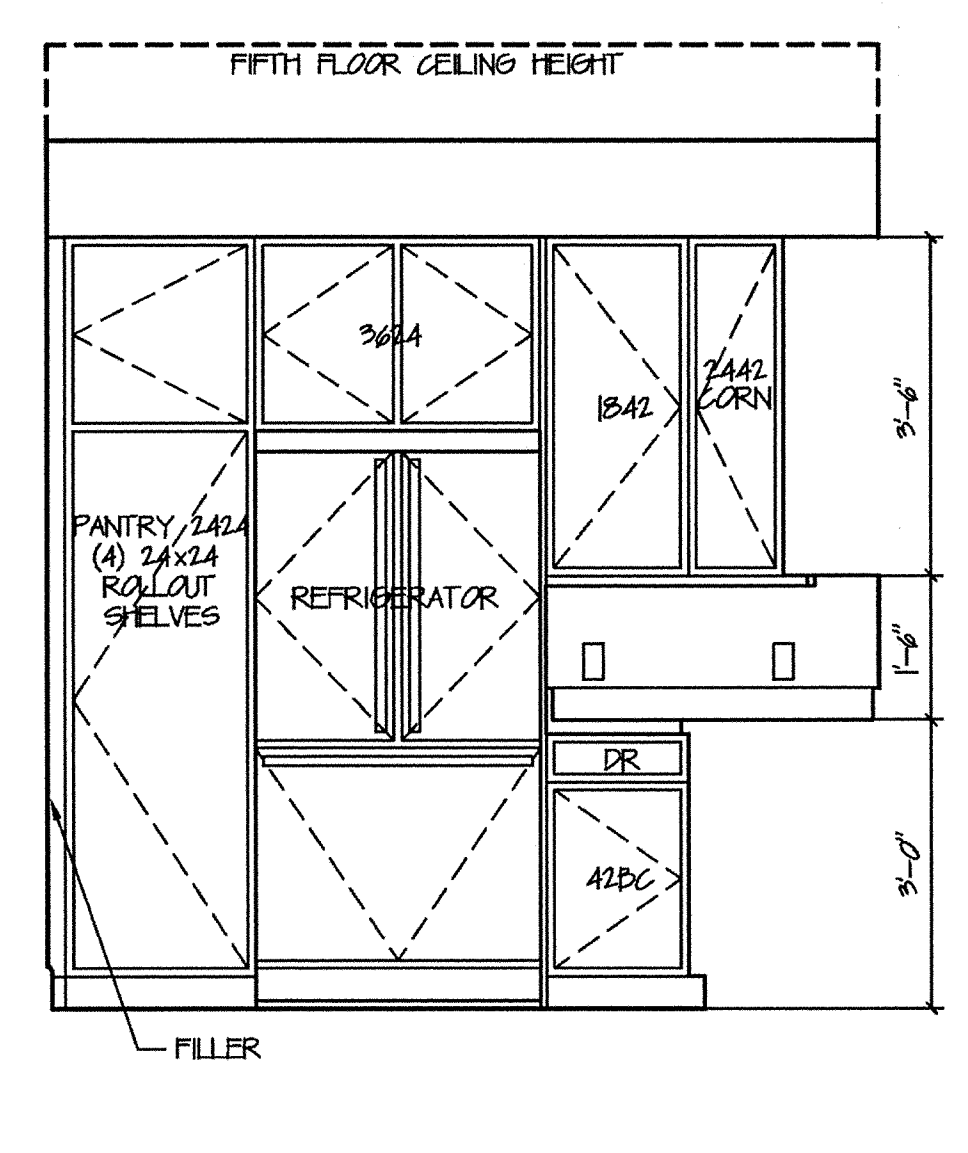 FIFTH FLOOR CEILING HEIGHT
3624
1842
2442
CORN
3'-6"
PANTRY 2424
(4) 24x24
ROLLOUT
SHELVES
REFRIGERATOR
1'-6"
DR
42BC
3'-0"
FILLER